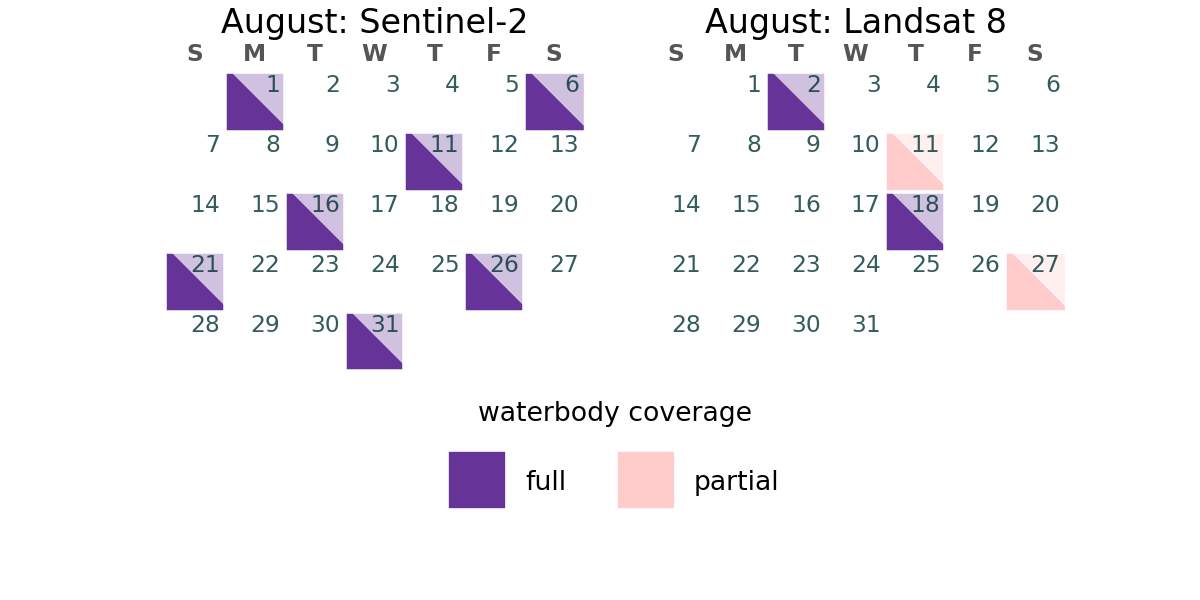 August: Sentinel-2
S M T W T F S
1 2 3 4 5 6
7 8 9 10 11 12 13
14 15 16 17 18 19 20
21 22 23 24 25 26 27
28 29 30 31
August: Landsat 8
S M T W T F S
1 2 3 4 5 6
7 8 9 10 11 12 13
14 15 16 17 18 19 20
21 22 23 24 25 26 27
28 29 30 31
waterbody coverage
full partial